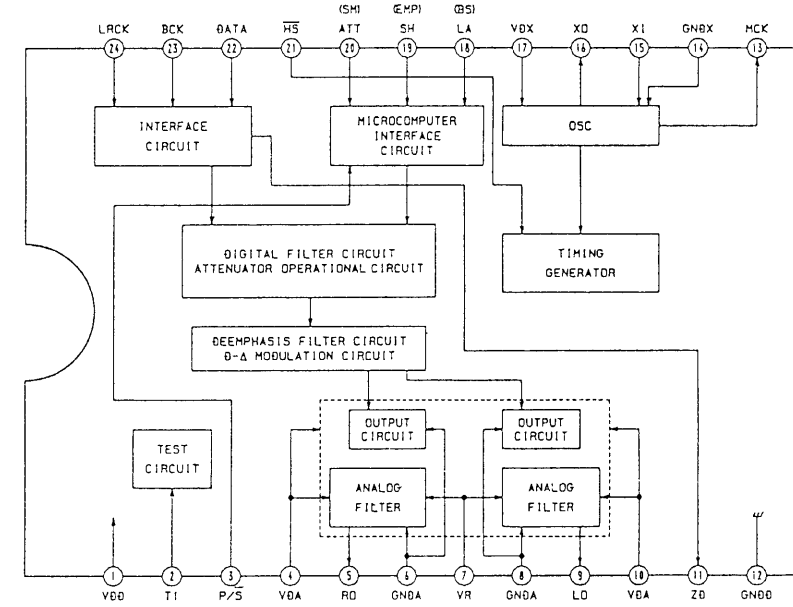 (SM) (EMP) (BS)
LRCK BCK DATA HS ATT SH LA VDX XO XI GNDX MCK
24 23 22 21 20 19 18 17 16 15 14 13
INTERFACE
CIRCUIT
MICROCOMPUTER
INTERFACE
CIRCUIT
OSC
DIGITAL FILTER CIRCUIT
ATTENUATOR OPERATIONAL CIRCUIT
TIMING
GENERATOR
DEEMPHASIS FILTER CIRCUIT
D-Δ MODULATION CIRCUIT
OUTPUT
CIRCUIT
OUTPUT
CIRCUIT
TEST
CIRCUIT
ANALOG
FILTER
ANALOG
FILTER
1 2 3 4 5 6 7 8 9 10 11 12
VDD T1 P/S VDA RO GNDA VR GNDA LO VDA ZD GNDD